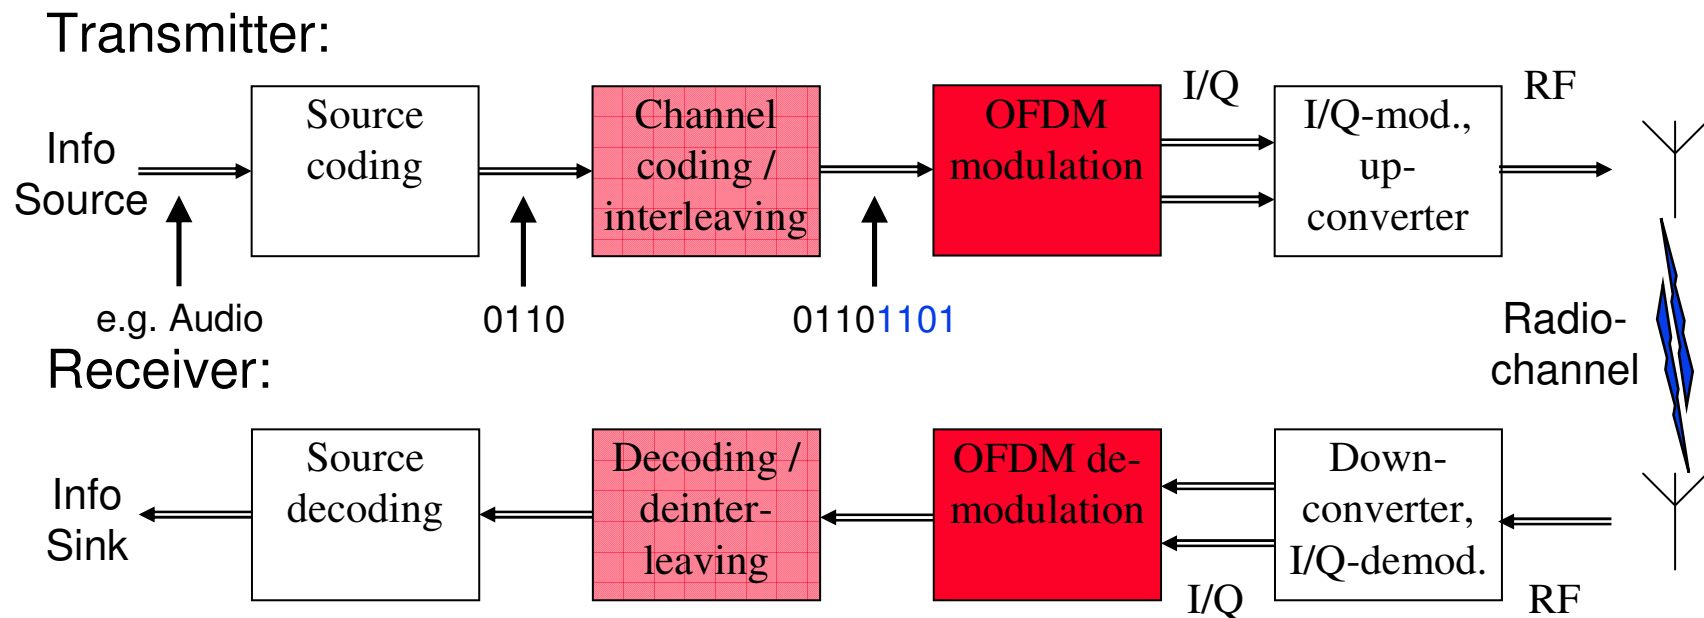 Transmitter:
Info
Source
Source
coding
Channel
coding /
interleaving
OFDM
modulation
I/Q
I/Q-mod.,
up-
converter
RF
e.g. Audio
0110
01101101
Radio-
channel
Receiver:
Info
Sink
Source
decoding
Decoding /
deinter-
leaving
OFDM de-
modulation
I/Q
Down-
converter,
I/Q-demod.
RF